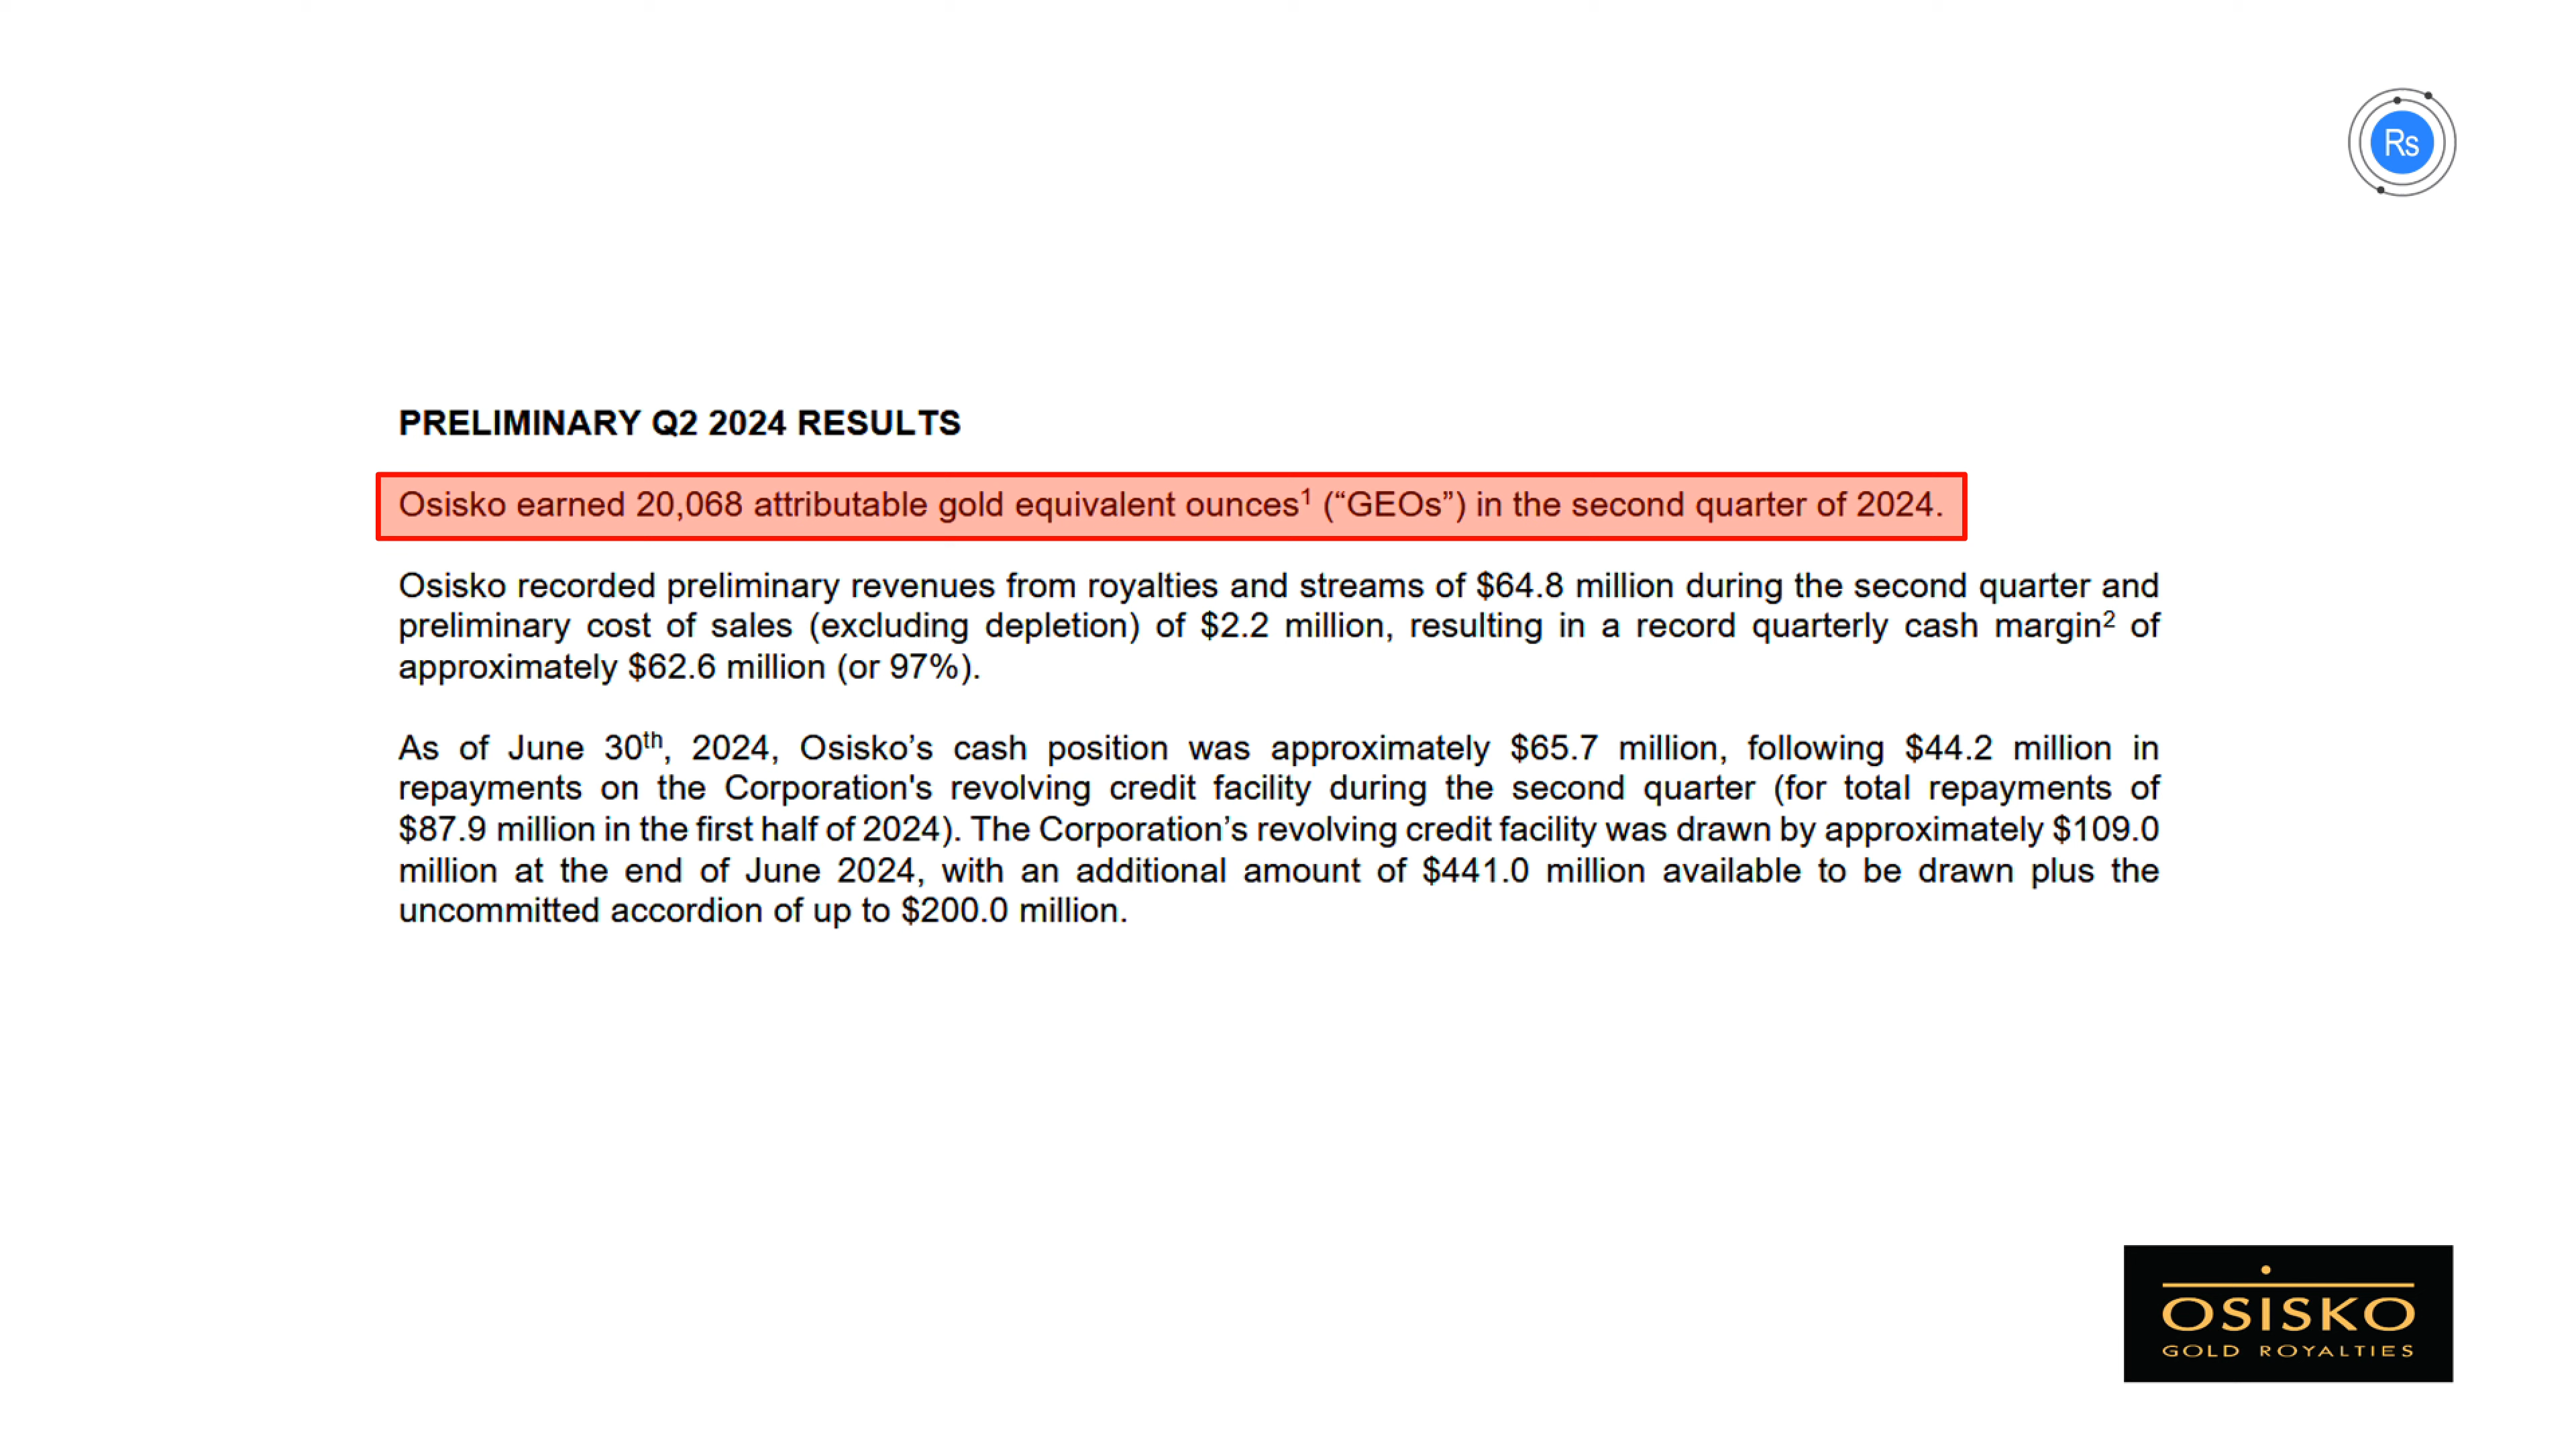 Rs
PRELIMINARY Q2 2024 RESULTS
Osisko earned 20,068 attributable gold equivalent ounces¹ (“GEOs”) in the second quarter of 2024.
Osisko recorded preliminary revenues from royalties and streams of $64.8 million during the second quarter and
preliminary cost of sales (excluding depletion) of $2.2 million, resulting in a record quarterly cash margin² of
approximately $62.6 million (or 97%).
As of June 30th, 2024, Osisko’s cash position was approximately $65.7 million, following $44.2 million in
repayments on the Corporation's revolving credit facility during the second quarter (for total repayments of
$87.9 million in the first half of 2024). The Corporation’s revolving credit facility was drawn by approximately $109.0
million at the end of June 2024, with an additional amount of $441.0 million available to be drawn plus the
uncommitted accordion of up to $200.0 million.
OSISKO
GOLD ROYALTIES